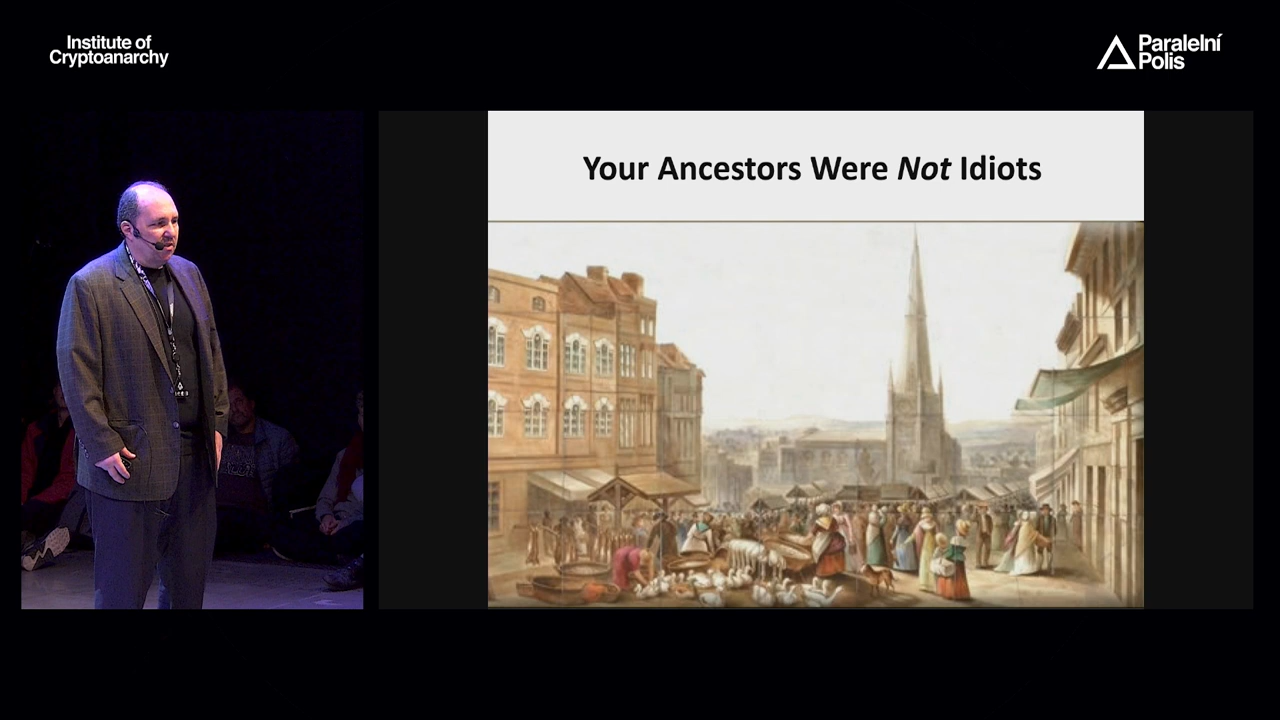 Institute of
Cryptoanarchy
Paralelní
Polis
Your Ancestors Were Not Idiots